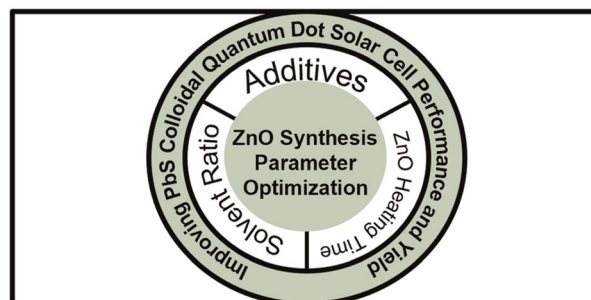 Improving PbS Colloidal Quantum Dot Solar Cell Performance and Yield
Additives
Solvent Ratio
ZnO Heating Time
ZnO Synthesis
Parameter
Optimization